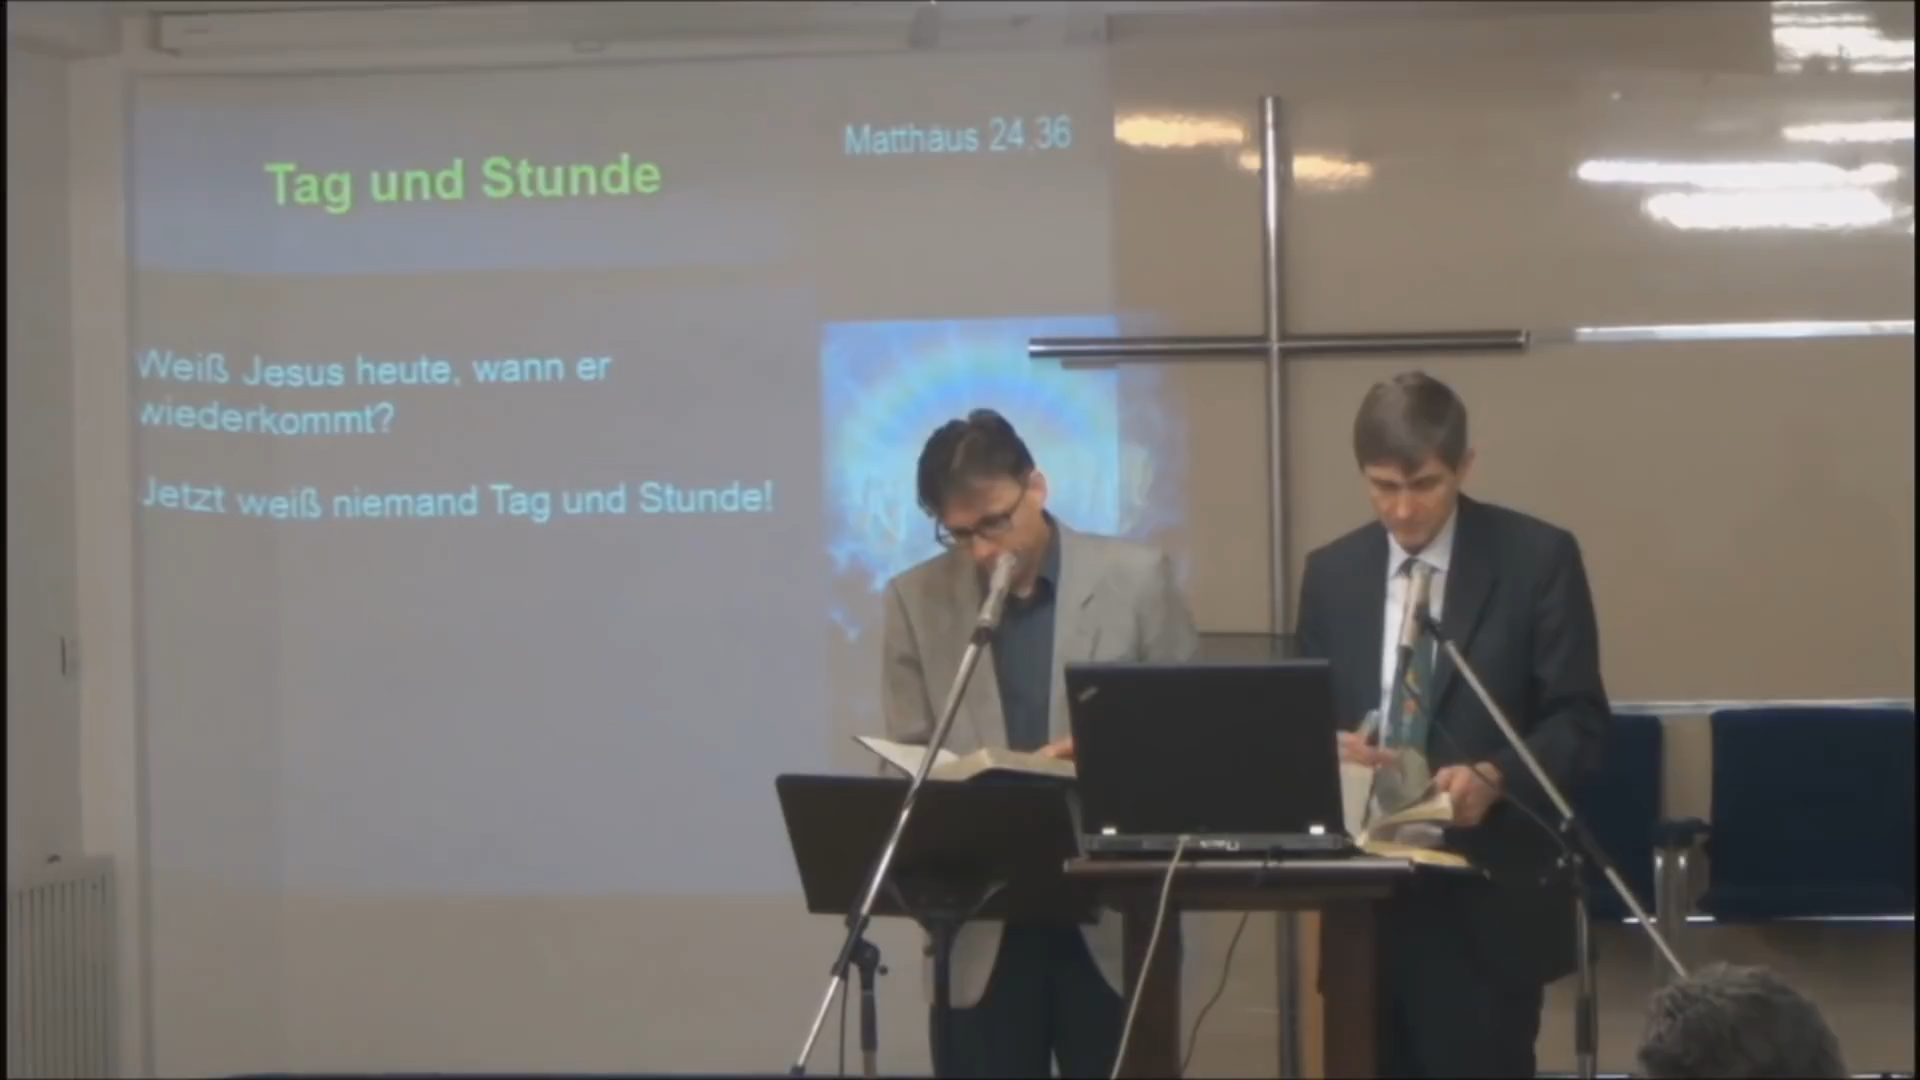 Tag und Stunde
Matthäus 24,36
Weiß Jesus heute, wann er
wiederkommt?
Jetzt weiß niemand Tag und Stunde!